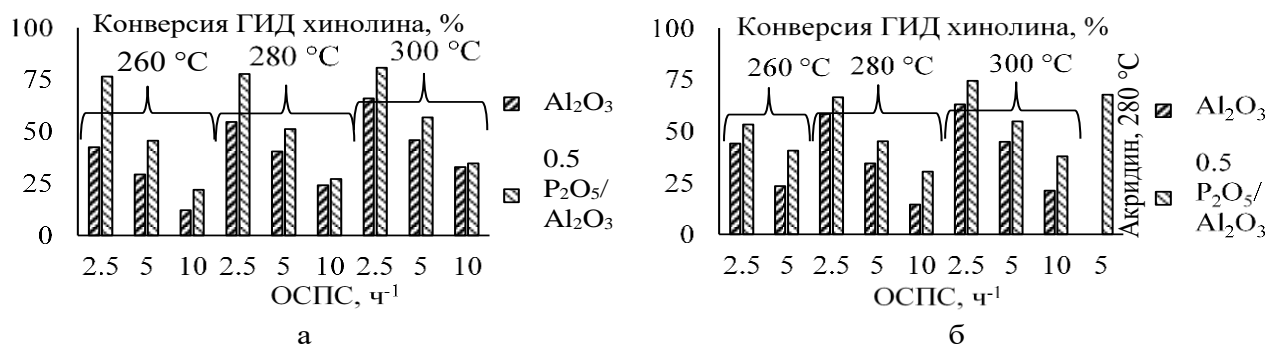 Конверсия ГИД хинолина, %
100
75
50
25
0
260 °C
280 °C
300 °C
2.5 5 10 2.5 5 10 2.5 5 10
ОСПС, ч⁻¹
Al₂O₃
0.5
P₂O₅/
Al₂O₃
а
Конверсия ГИД хинолина, %
100
75
50
25
0
260 °C
280 °C
300 °C
Акридин, 280 °C
2.5 5 2.5 5 10 2.5 5 10 5
ОСПС, ч⁻¹
Al₂O₃
0.5
P₂O₅/
Al₂O₃
б